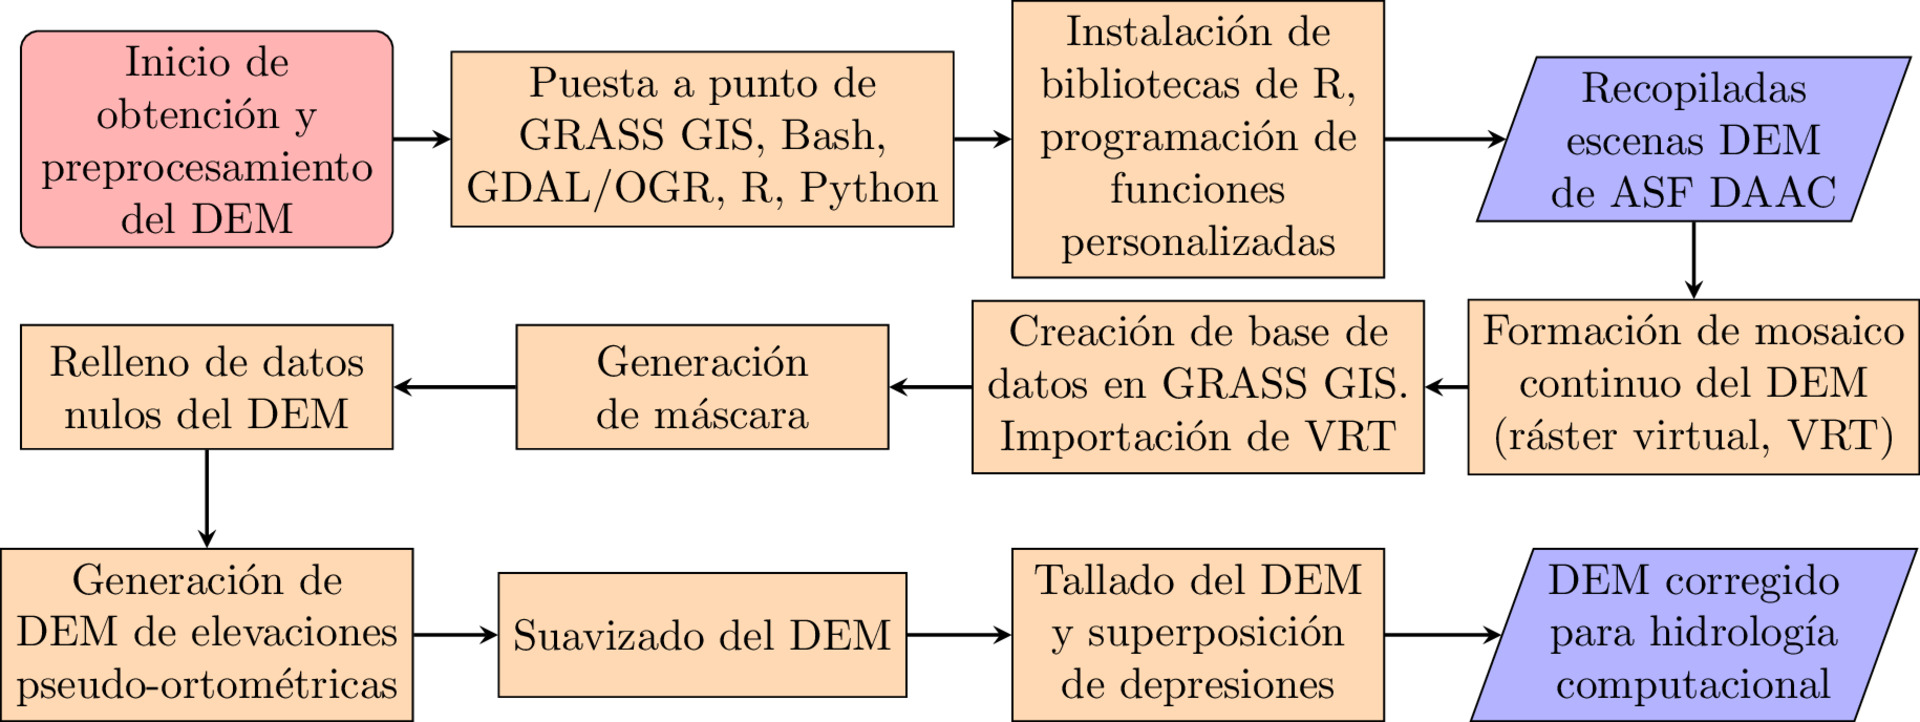 Inicio de
obtención y
preprocesamiento
del DEM
Puesta a punto de
GRASS GIS, Bash,
GDAL/OGR, R, Python
Instalación de
bibliotecas de R,
programación de
funciones
personalizadas
Recopiladas
escenas DEM
de ASF DAAC
Formación de mosaico
continuo del DEM
(ráster virtual, VRT)
Creación de base de
datos en GRASS GIS.
Importación de VRT
Generación
de máscara
Relleno de datos
nulos del DEM
Generación de
DEM de elevaciones
pseudo-ortométricas
Suavizado del DEM
Tallado del DEM
y superposición
de depresiones
DEM corregido
para hidrología
computacional